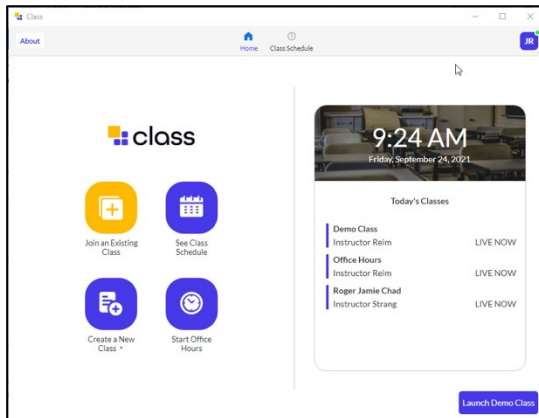 Class
About
Home
Class Schedule
JR
class
Join an Existing
Class
See Class
Schedule
Create a New
Class
Start Office
Hours
9:24 AM
Friday, September 24, 2021
Today's Classes
Demo Class
Instructor Reim LIVE NOW
Office Hours
Instructor Reim LIVE NOW
Roger Jamie Chad
Instructor Strang LIVE NOW
Launch Demo Class